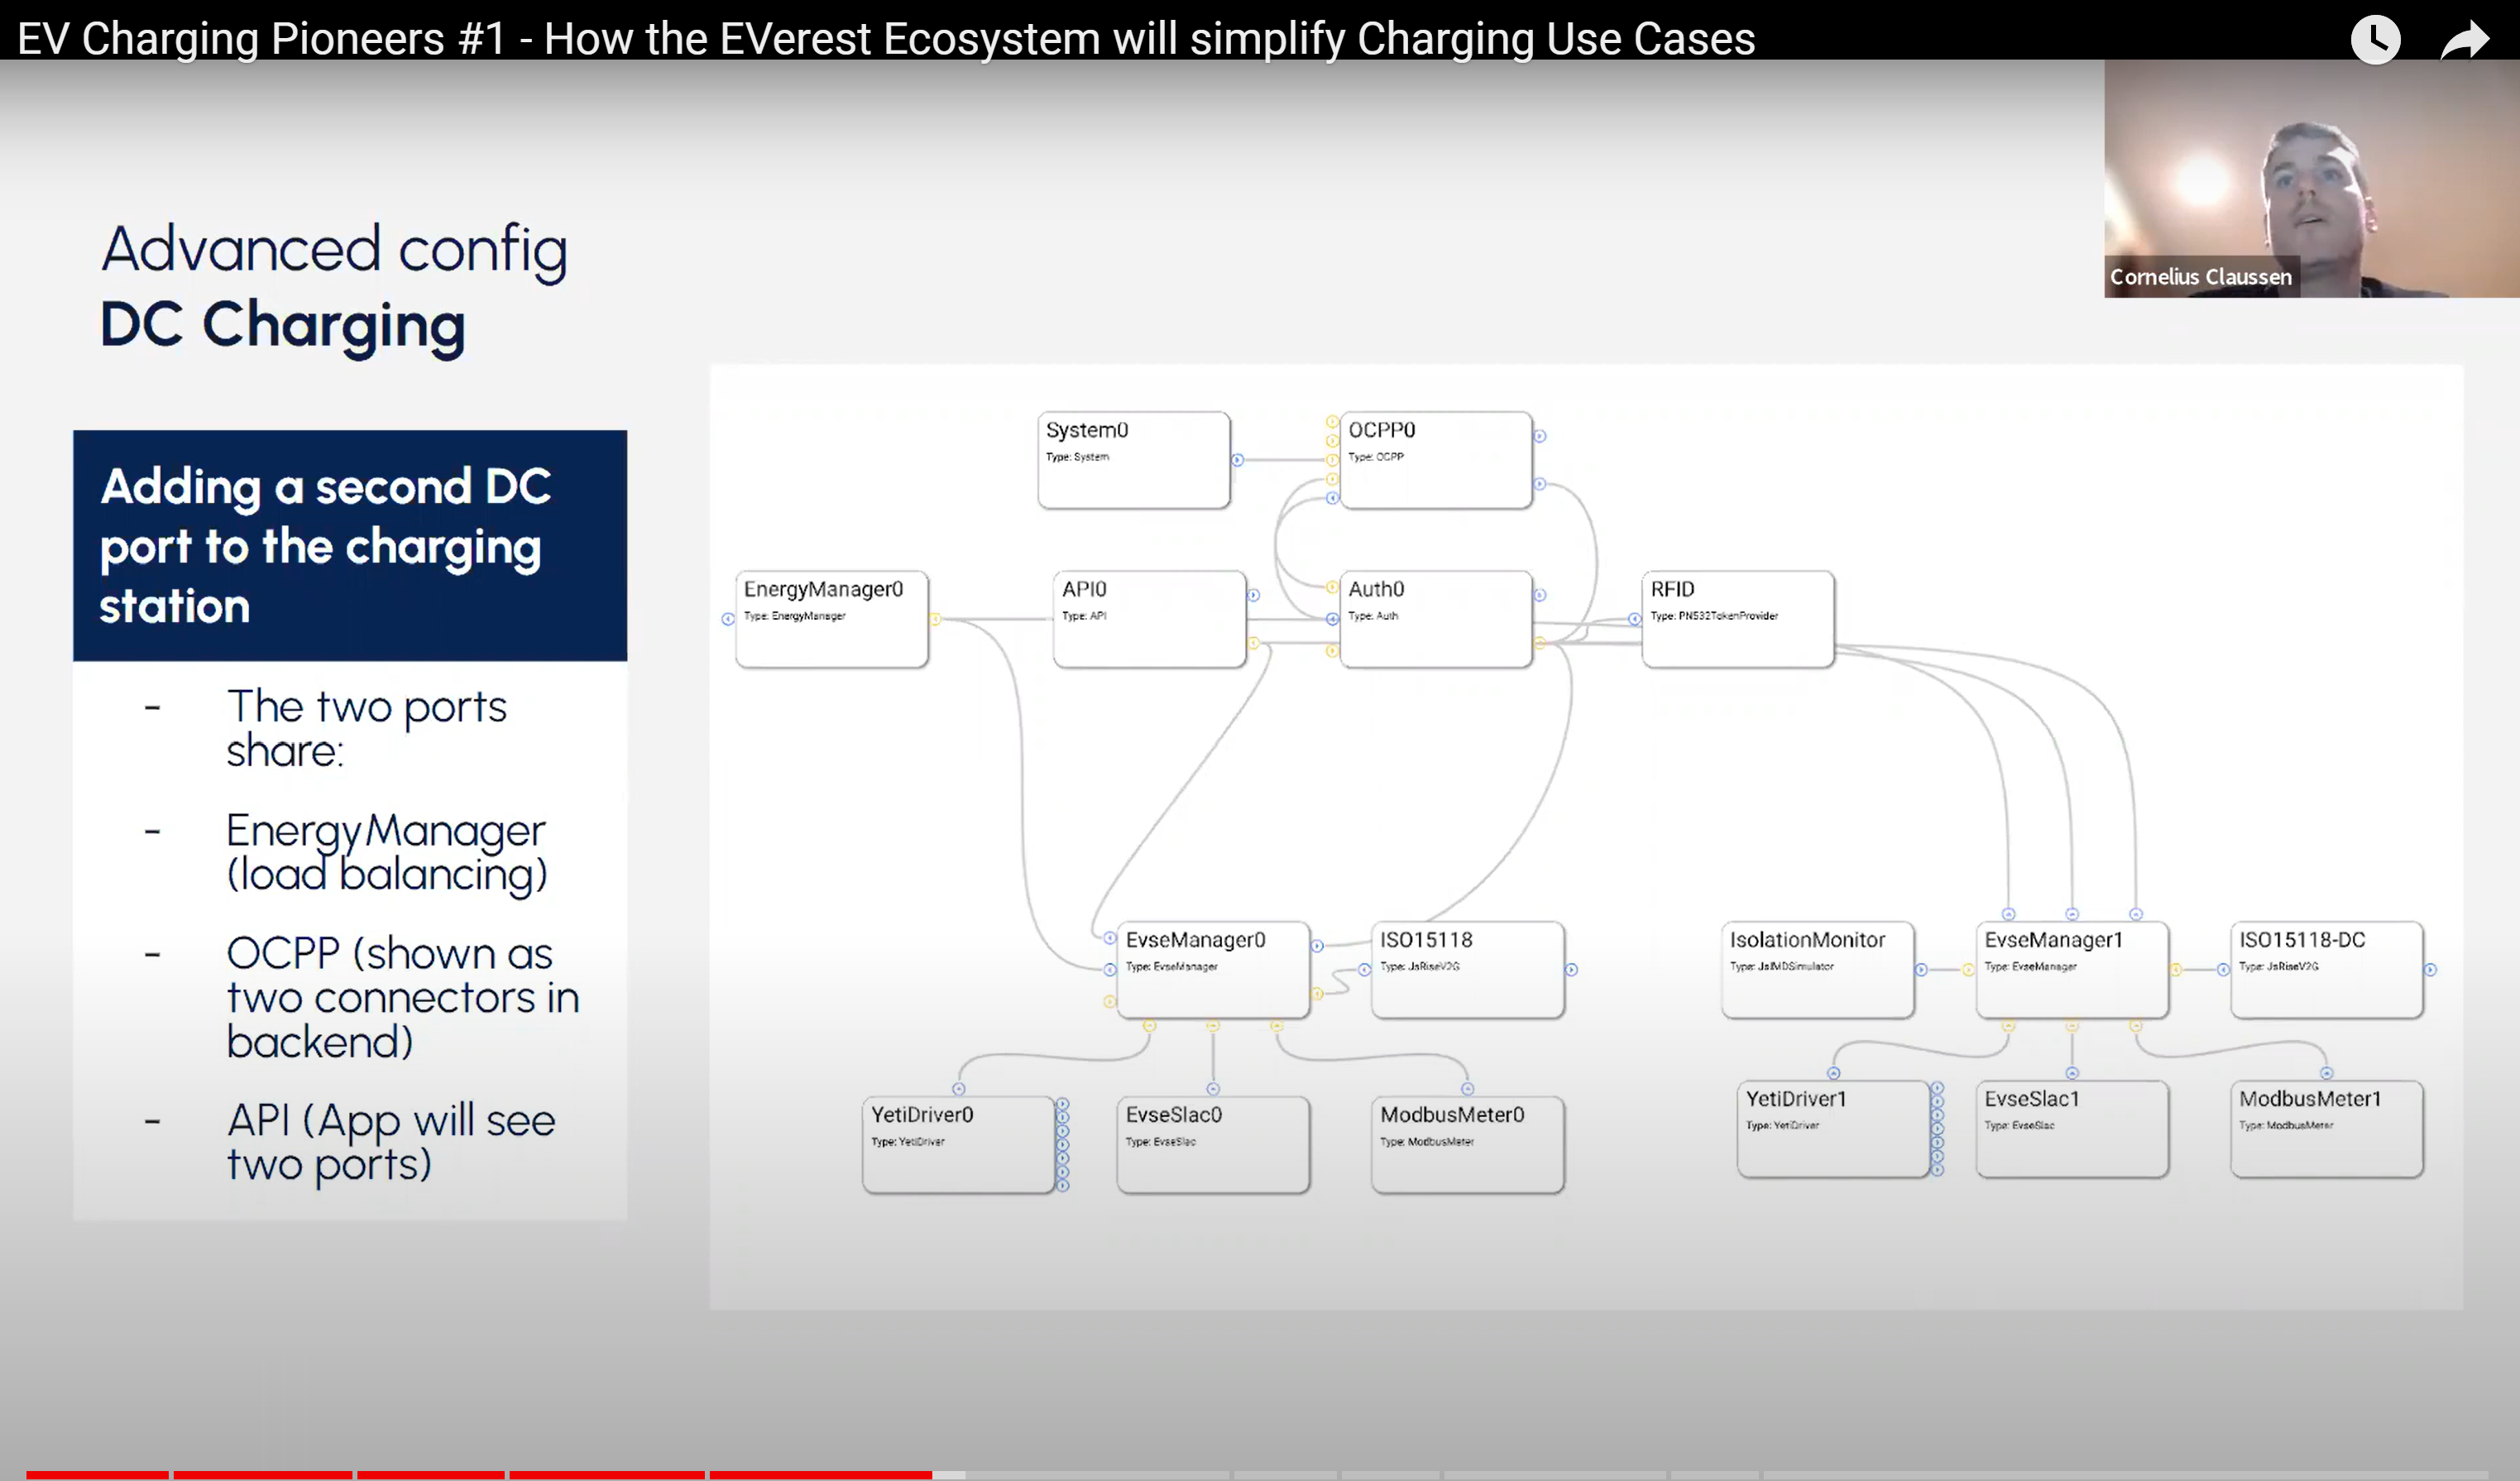 EV Charging Pioneers #1 - How the EVerest Ecosystem will simplify Charging Use Cases
Cornelius Claussen
Advanced config
DC Charging
Adding a second DC
port to the charging
station
- The two ports
share:
- EnergyManager
(load balancing)
- OCPP (shown as
two connectors in
backend)
- API (App will see
two ports)
System0
Type: System
OCPP0
Type: OCPP
EnergyManager0
Type: EnergyManager
API0
Type: API
Auth0
Type: Auth
RFID
Type: PN532TokenProvider
EvseManager0
Type: EvseManager
ISO15118
Type: JsRiseV2G
IsolationMonitor
Type: JsIMDSimulator
EvseManager1
Type: EvseManager
ISO15118-DC
Type: JsRiseV2G
YetiDriver0
Type: YetiDriver
EvseSlac0
Type: EvseSlac
ModbusMeter0
Type: ModbusMeter
YetiDriver1
Type: YetiDriver
EvseSlac1
Type: EvseSlac
ModbusMeter1
Type: ModbusMeter